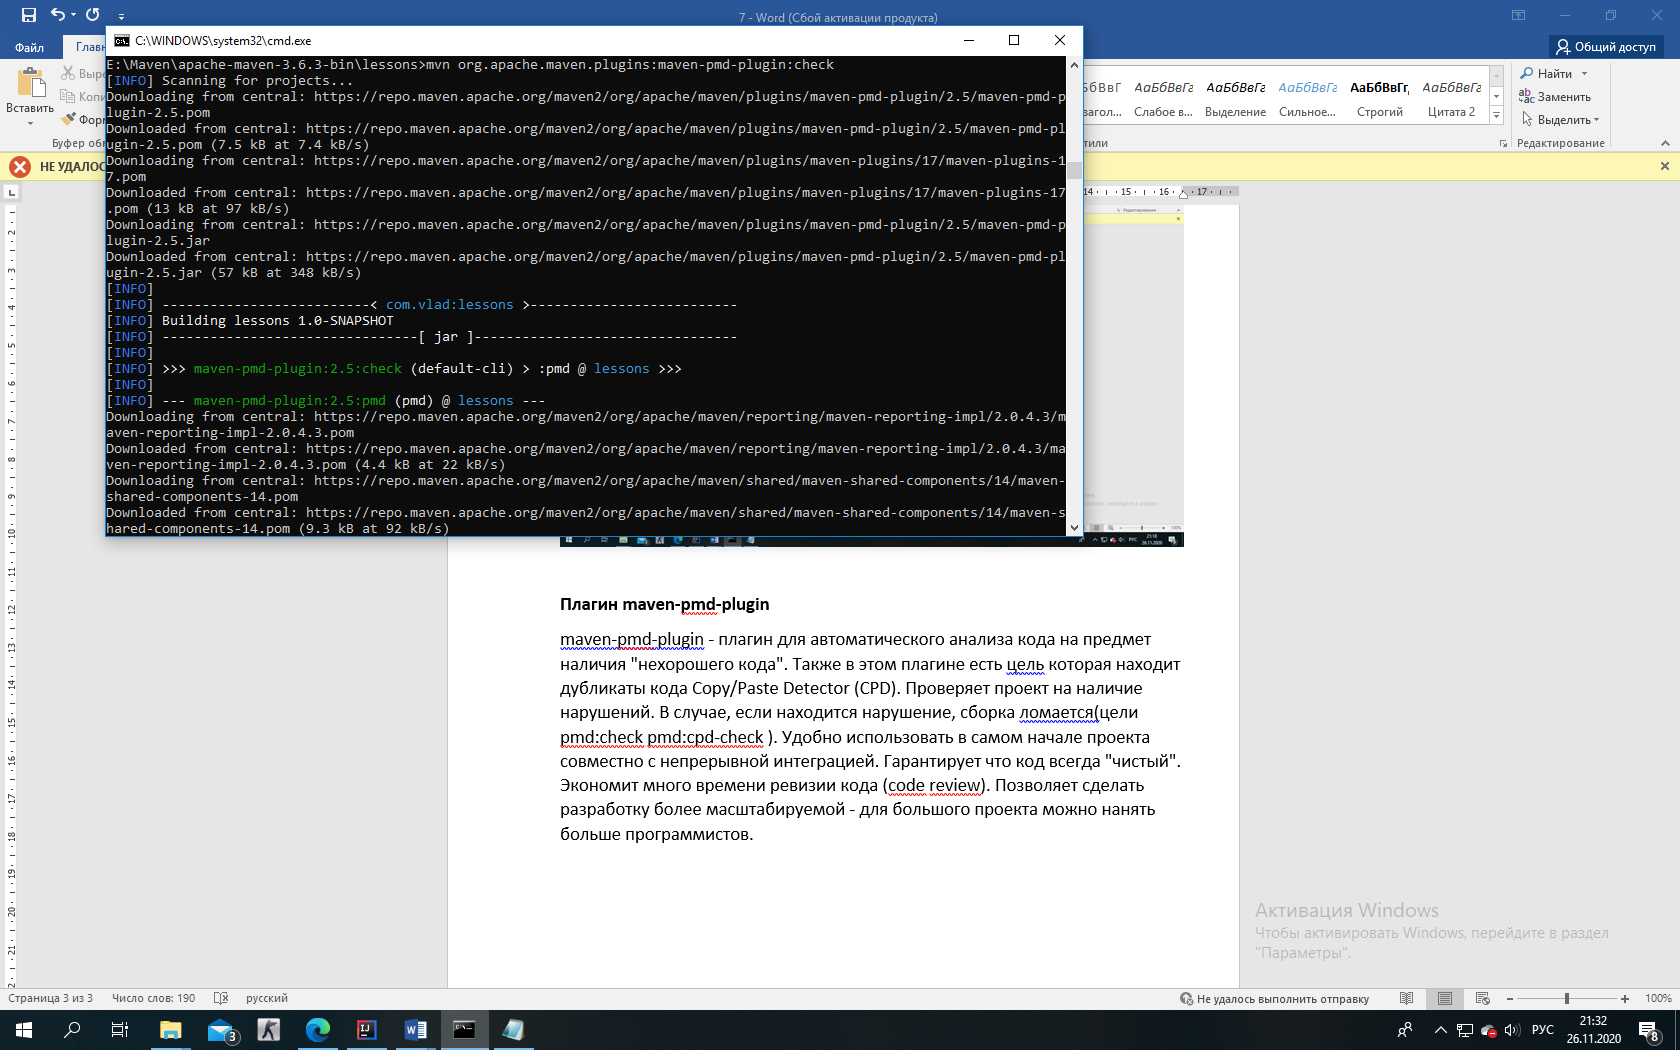 7 - Word (Сбой активации продукта)
Файл
Общий доступ
C:\WINDOWS\system32\cmd.exe
Вставить
Буфер об
E:\Maven\apache-maven-3.6.3-bin\lessons>mvn org.apache.maven.plugins:maven-pmd-plugin:check
[INFO] Scanning for projects...
Downloading from central: https://repo.maven.apache.org/maven2/org/apache/maven/plugins/maven-pmd-plugin/2.5/maven-pmd-p
lugin-2.5.pom
Downloaded from central: https://repo.maven.apache.org/maven2/org/apache/maven/plugins/maven-pmd-plugin/2.5/maven-pmd-pl
ugin-2.5.pom (7.5 kB at 7.4 kB/s)
Downloading from central: https://repo.maven.apache.org/maven2/org/apache/maven/plugins/maven-plugins/17/maven-plugins-1
7.pom
Downloaded from central: https://repo.maven.apache.org/maven2/org/apache/maven/plugins/maven-plugins/17/maven-plugins-17
.pom (13 kB at 97 kB/s)
Downloading from central: https://repo.maven.apache.org/maven2/org/apache/maven/plugins/maven-pmd-plugin/2.5/maven-pmd-p
lugin-2.5.jar
Downloaded from central: https://repo.maven.apache.org/maven2/org/apache/maven/plugins/maven-pmd-plugin/2.5/maven-pmd-pl
ugin-2.5.jar (57 kB at 348 kB/s)
[INFO]
[INFO] --------------------------< com.vlad:lessons >--------------------------
[INFO] Building lessons 1.0-SNAPSHOT
[INFO] --------------------------------[ jar ]---------------------------------
[INFO]
[INFO] >>> maven-pmd-plugin:2.5:check (default-cli) > :pmd @ lessons >>>
[INFO]
[INFO] --- maven-pmd-plugin:2.5:pmd (pmd) @ lessons ---
Downloading from central: https://repo.maven.apache.org/maven2/org/apache/maven/reporting/maven-reporting-impl/2.0.4.3/m
aven-reporting-impl-2.0.4.3.pom
Downloaded from central: https://repo.maven.apache.org/maven2/org/apache/maven/reporting/maven-reporting-impl/2.0.4.3/ma
ven-reporting-impl-2.0.4.3.pom (4.4 kB at 22 kB/s)
Downloading from central: https://repo.maven.apache.org/maven2/org/apache/maven/shared/maven-shared-components/14/maven-
shared-components-14.pom
Downloaded from central: https://repo.maven.apache.org/maven2/org/apache/maven/shared/maven-shared-components/14/maven-s
hared-components-14.pom (9.3 kB at 92 kB/s)
АаБбВвГг АаБбВвГг АаБбВвГг АаБбВвГг, АаБбВвГг
Слабое в... Выделение Сильное... Строгий Цитата 2
Найти
Заменить
Выделить
Редактирование
НЕ УДАЛОС
Плагин maven-pmd-plugin
maven-pmd-plugin - плагин для автоматического анализа кода на предмет
наличия "нехорошего кода". Также в этом плагине есть цель которая находит
дубликаты кода Copy/Paste Detector (CPD). Проверяет проект на наличие
нарушений. В случае, если находится нарушение, сборка ломается(цели
pmd:check pmd:cpd-check ). Удобно использовать в самом начале проекта
совместно с непрерывной интеграцией. Гарантирует что код всегда "чистый".
Экономит много времени ревизии кода (code review). Позволяет сделать
разработку более масштабируемой - для большого проекта можно нанять
больше программистов.
Активация Windows
Чтобы активировать Windows, перейдите в раздел
"Параметры".
Страница 3 из 3 Число слов: 190 русский
Не удалось выполнить отправку 100%
3
РУС
21:32
26.11.2020
8